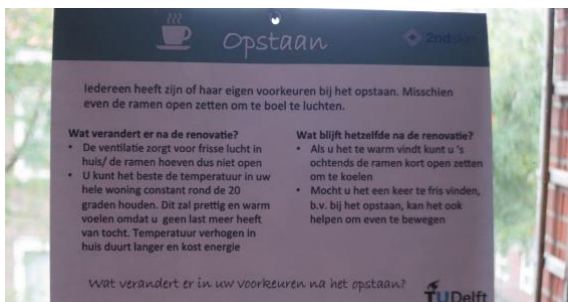 Opstaan
2nd
Iedereen heeft zijn of haar eigen voorkeuren bij het opstaan. Misschien
even de ramen open zetten om te boel te luchten.
Wat verandert er na de renovatie?
• De ventilatie zorgt voor frisse lucht in
huis/ de ramen hoeven dus niet open
• U kunt het beste de temperatuur in uw
hele woning constant rond de 20
graden houden. Dit zal prettig en warm
voelen omdat u geen last meer heeft
van tocht. Temperatuur verhogen in
huis duurt langer en kost energie
Wat blijft hetzelfde na de renovatie?
• Als u het te warm vindt kunt u 's
ochtends de ramen kort open zetten
om te koelen
• Mocht u het een keer te fris vinden,
b.v. bij het opstaan, kan het ook
helpen om even te bewegen
Wat verandert er in uw voorkeuren na het opstaan?
TUDelft